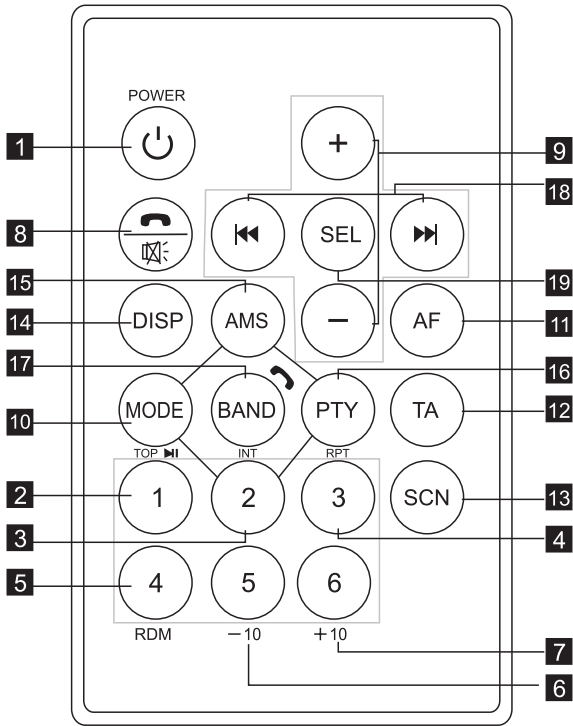 POWER
1
+
9
18
8
SEL
15
19
14
DISP
AMS
−
AF
11
17
16
10
MODE
BAND
PTY
TA
12
TOP
INT
RPT
2
1
2
3
SCN
13
3
4
5
4
5
6
RDM
−10
+10
7
6